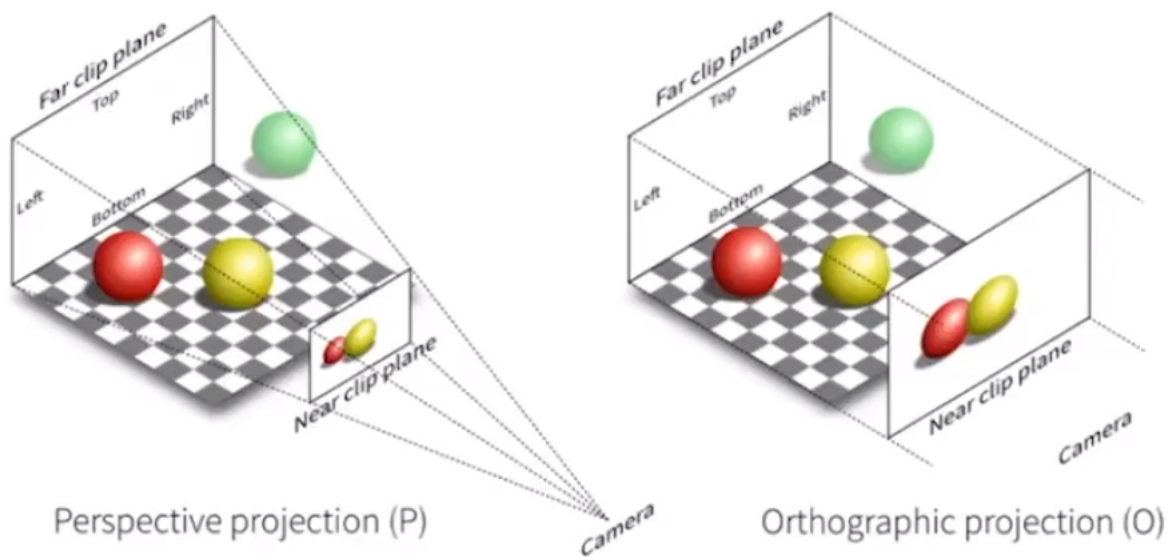 Far clip plane
Top
Right
Left
Bottom
Near clip plane
Camera
Perspective projection (P)
Far clip plane
Top
Right
Left
Bottom
Near clip plane
Camera
Orthographic projection (O)